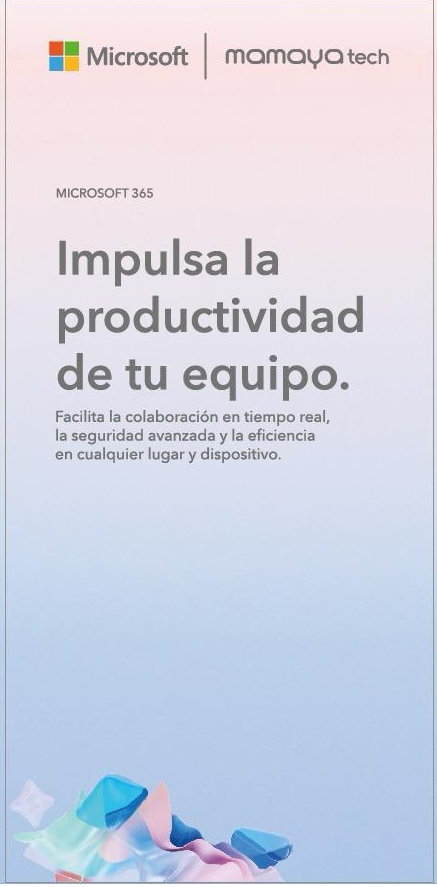 Microsoft | mamaya tech
MICROSOFT 365
Impulsa la
productividad
de tu equipo.
Facilita la colaboración en tiempo real,
la seguridad avanzada y la eficiencia
en cualquier lugar y dispositivo.